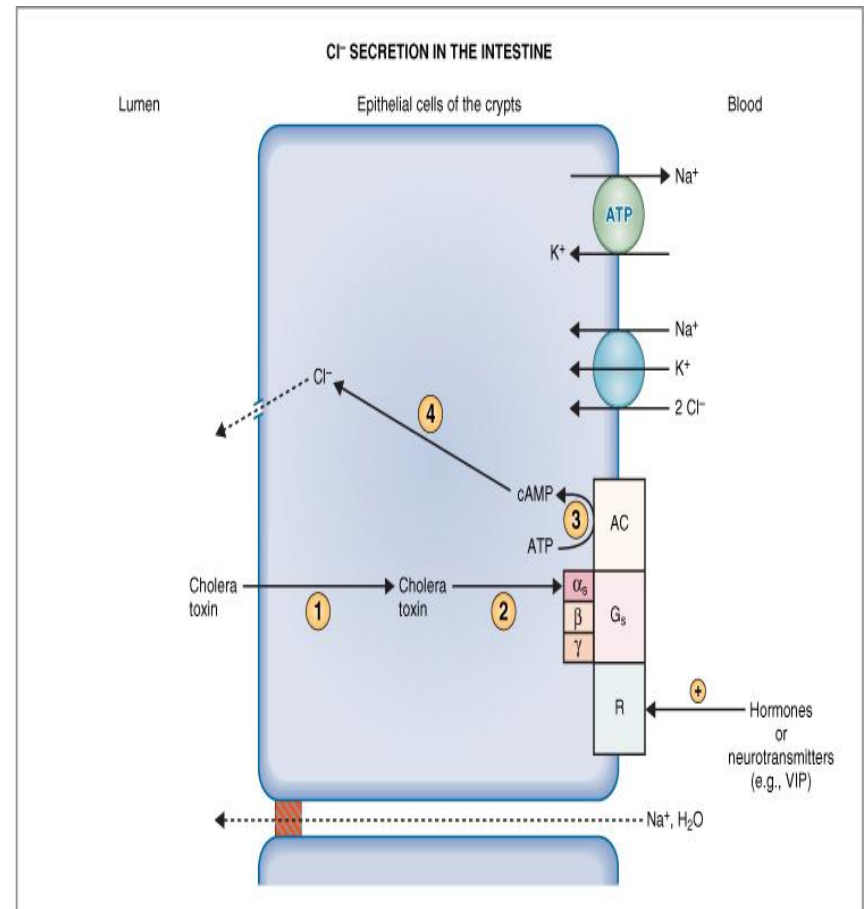 Cl⁻ SECRETION IN THE INTESTINE
Lumen
Epithelial cells of the crypts
Blood
Na⁺
ATP
K⁺
Na⁺
K⁺
2 Cl⁻
Cl⁻
4
cAMP
3
AC
ATP
Cholera
toxin
1
Cholera
toxin
2
αs
β
γ
Gs
R
+
Hormones
or
neurotransmitters
(e.g., VIP)
Na⁺, H₂O